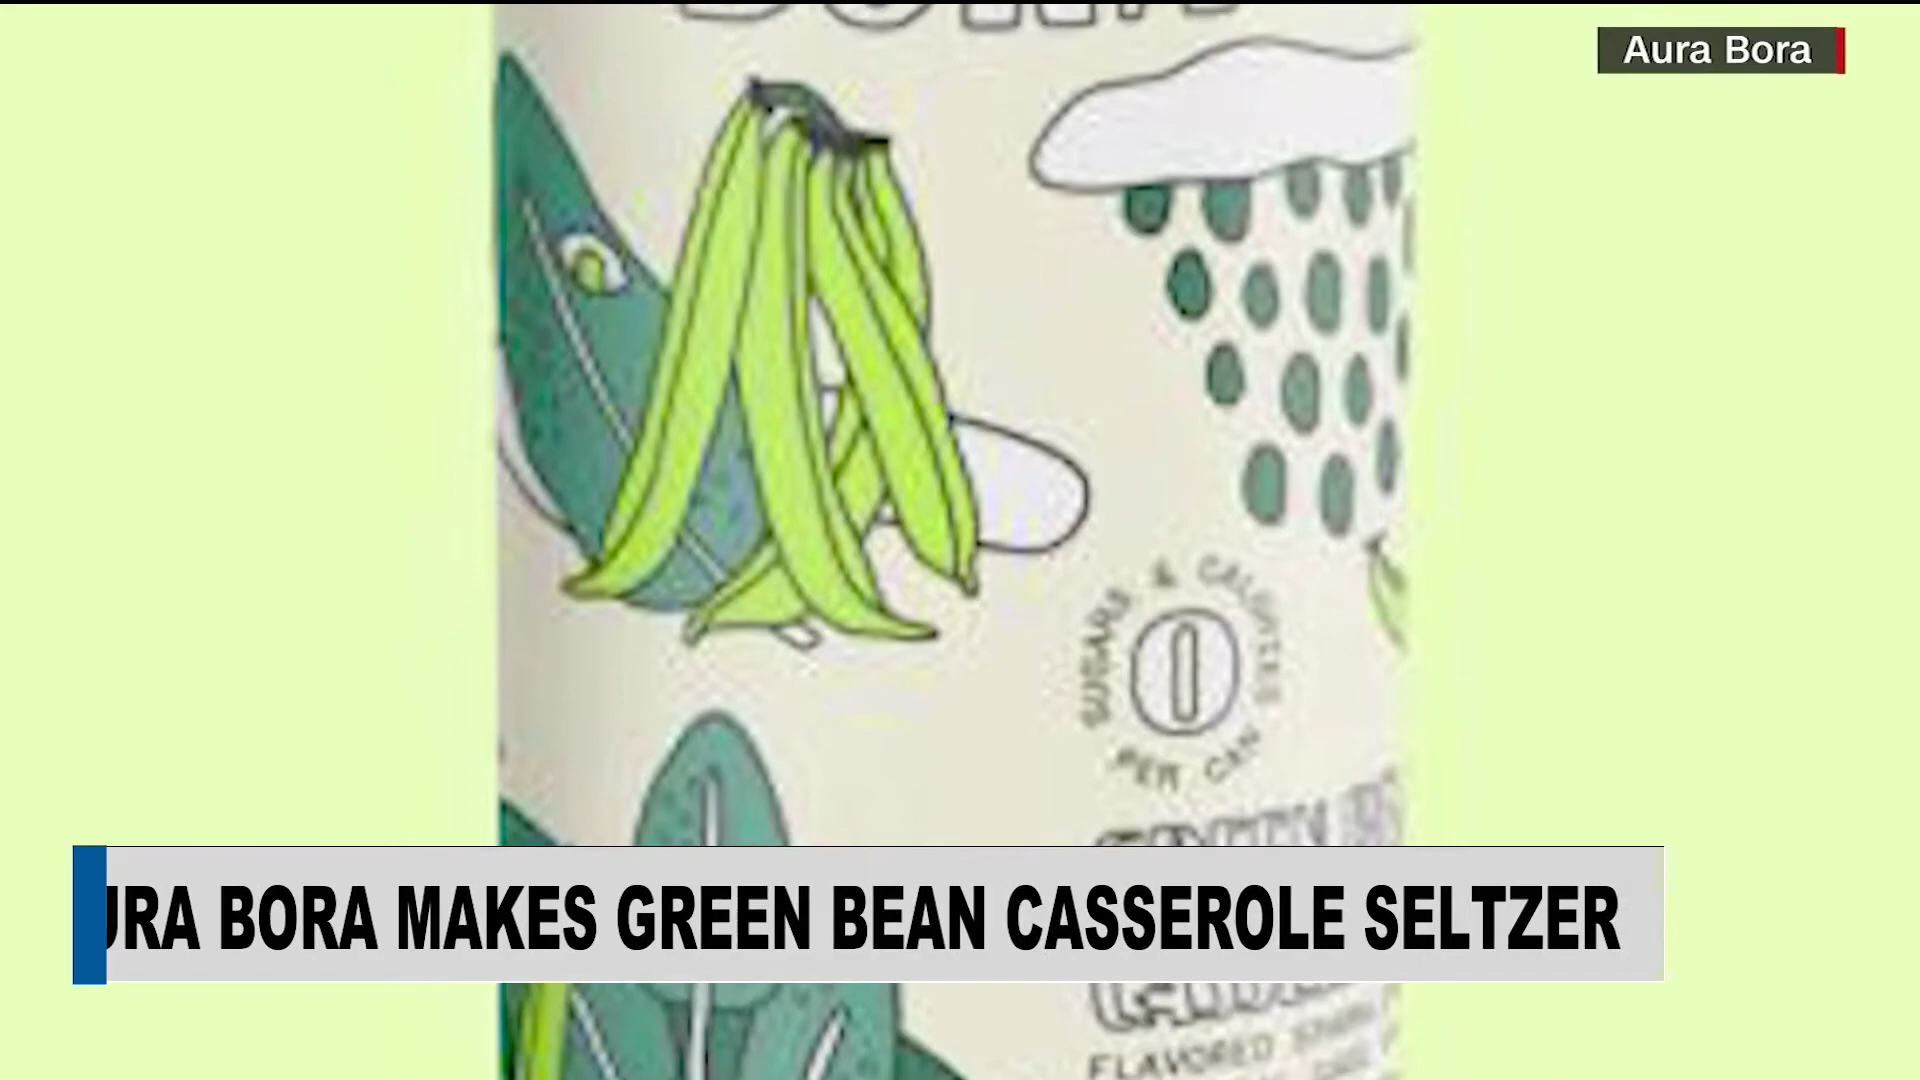 Aura Bora
SUGARS & CALORIES
0
PER CAN
URA BORA MAKES GREEN BEAN CASSEROLE SELTZER
FLAVORED